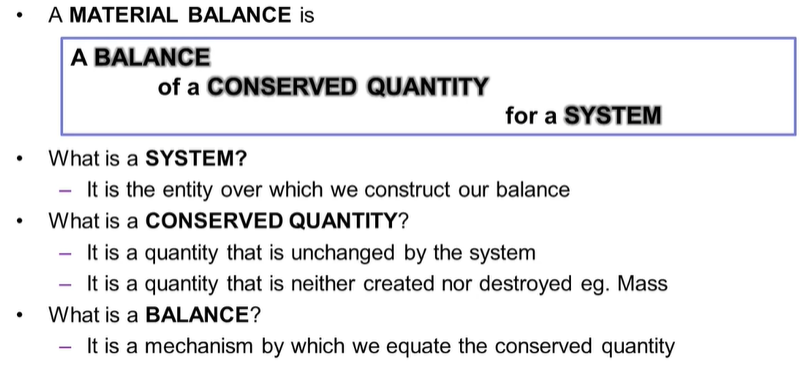 • A MATERIAL BALANCE is
A BALANCE
of a CONSERVED QUANTITY
for a SYSTEM
• What is a SYSTEM?
– It is the entity over which we construct our balance
• What is a CONSERVED QUANTITY?
– It is a quantity that is unchanged by the system
– It is a quantity that is neither created nor destroyed eg. Mass
• What is a BALANCE?
– It is a mechanism by which we equate the conserved quantity